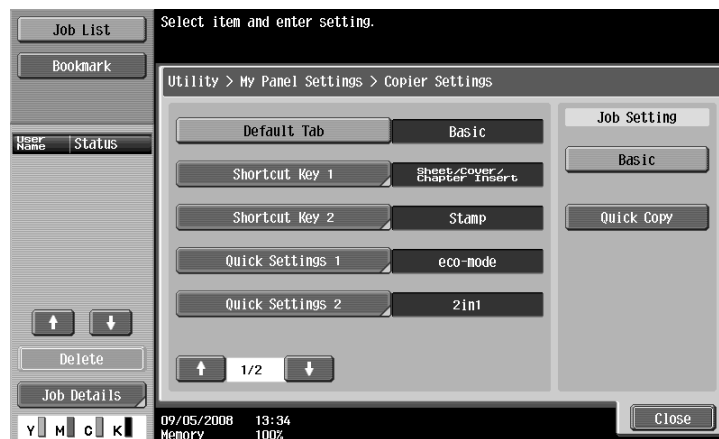 Job List
Bookmark
User Name Status
Delete
Job Details
Y M C K
Select item and enter setting.
Utility > My Panel Settings > Copier Settings
Default Tab Basic
Shortcut Key 1 Sheet/Cover/
Chapter Insert
Shortcut Key 2 Stamp
Quick Settings 1 eco-mode
Quick Settings 2 2in1
1/2
Job Setting
Basic
Quick Copy
09/05/2008 13:34
Memory 100%
Close